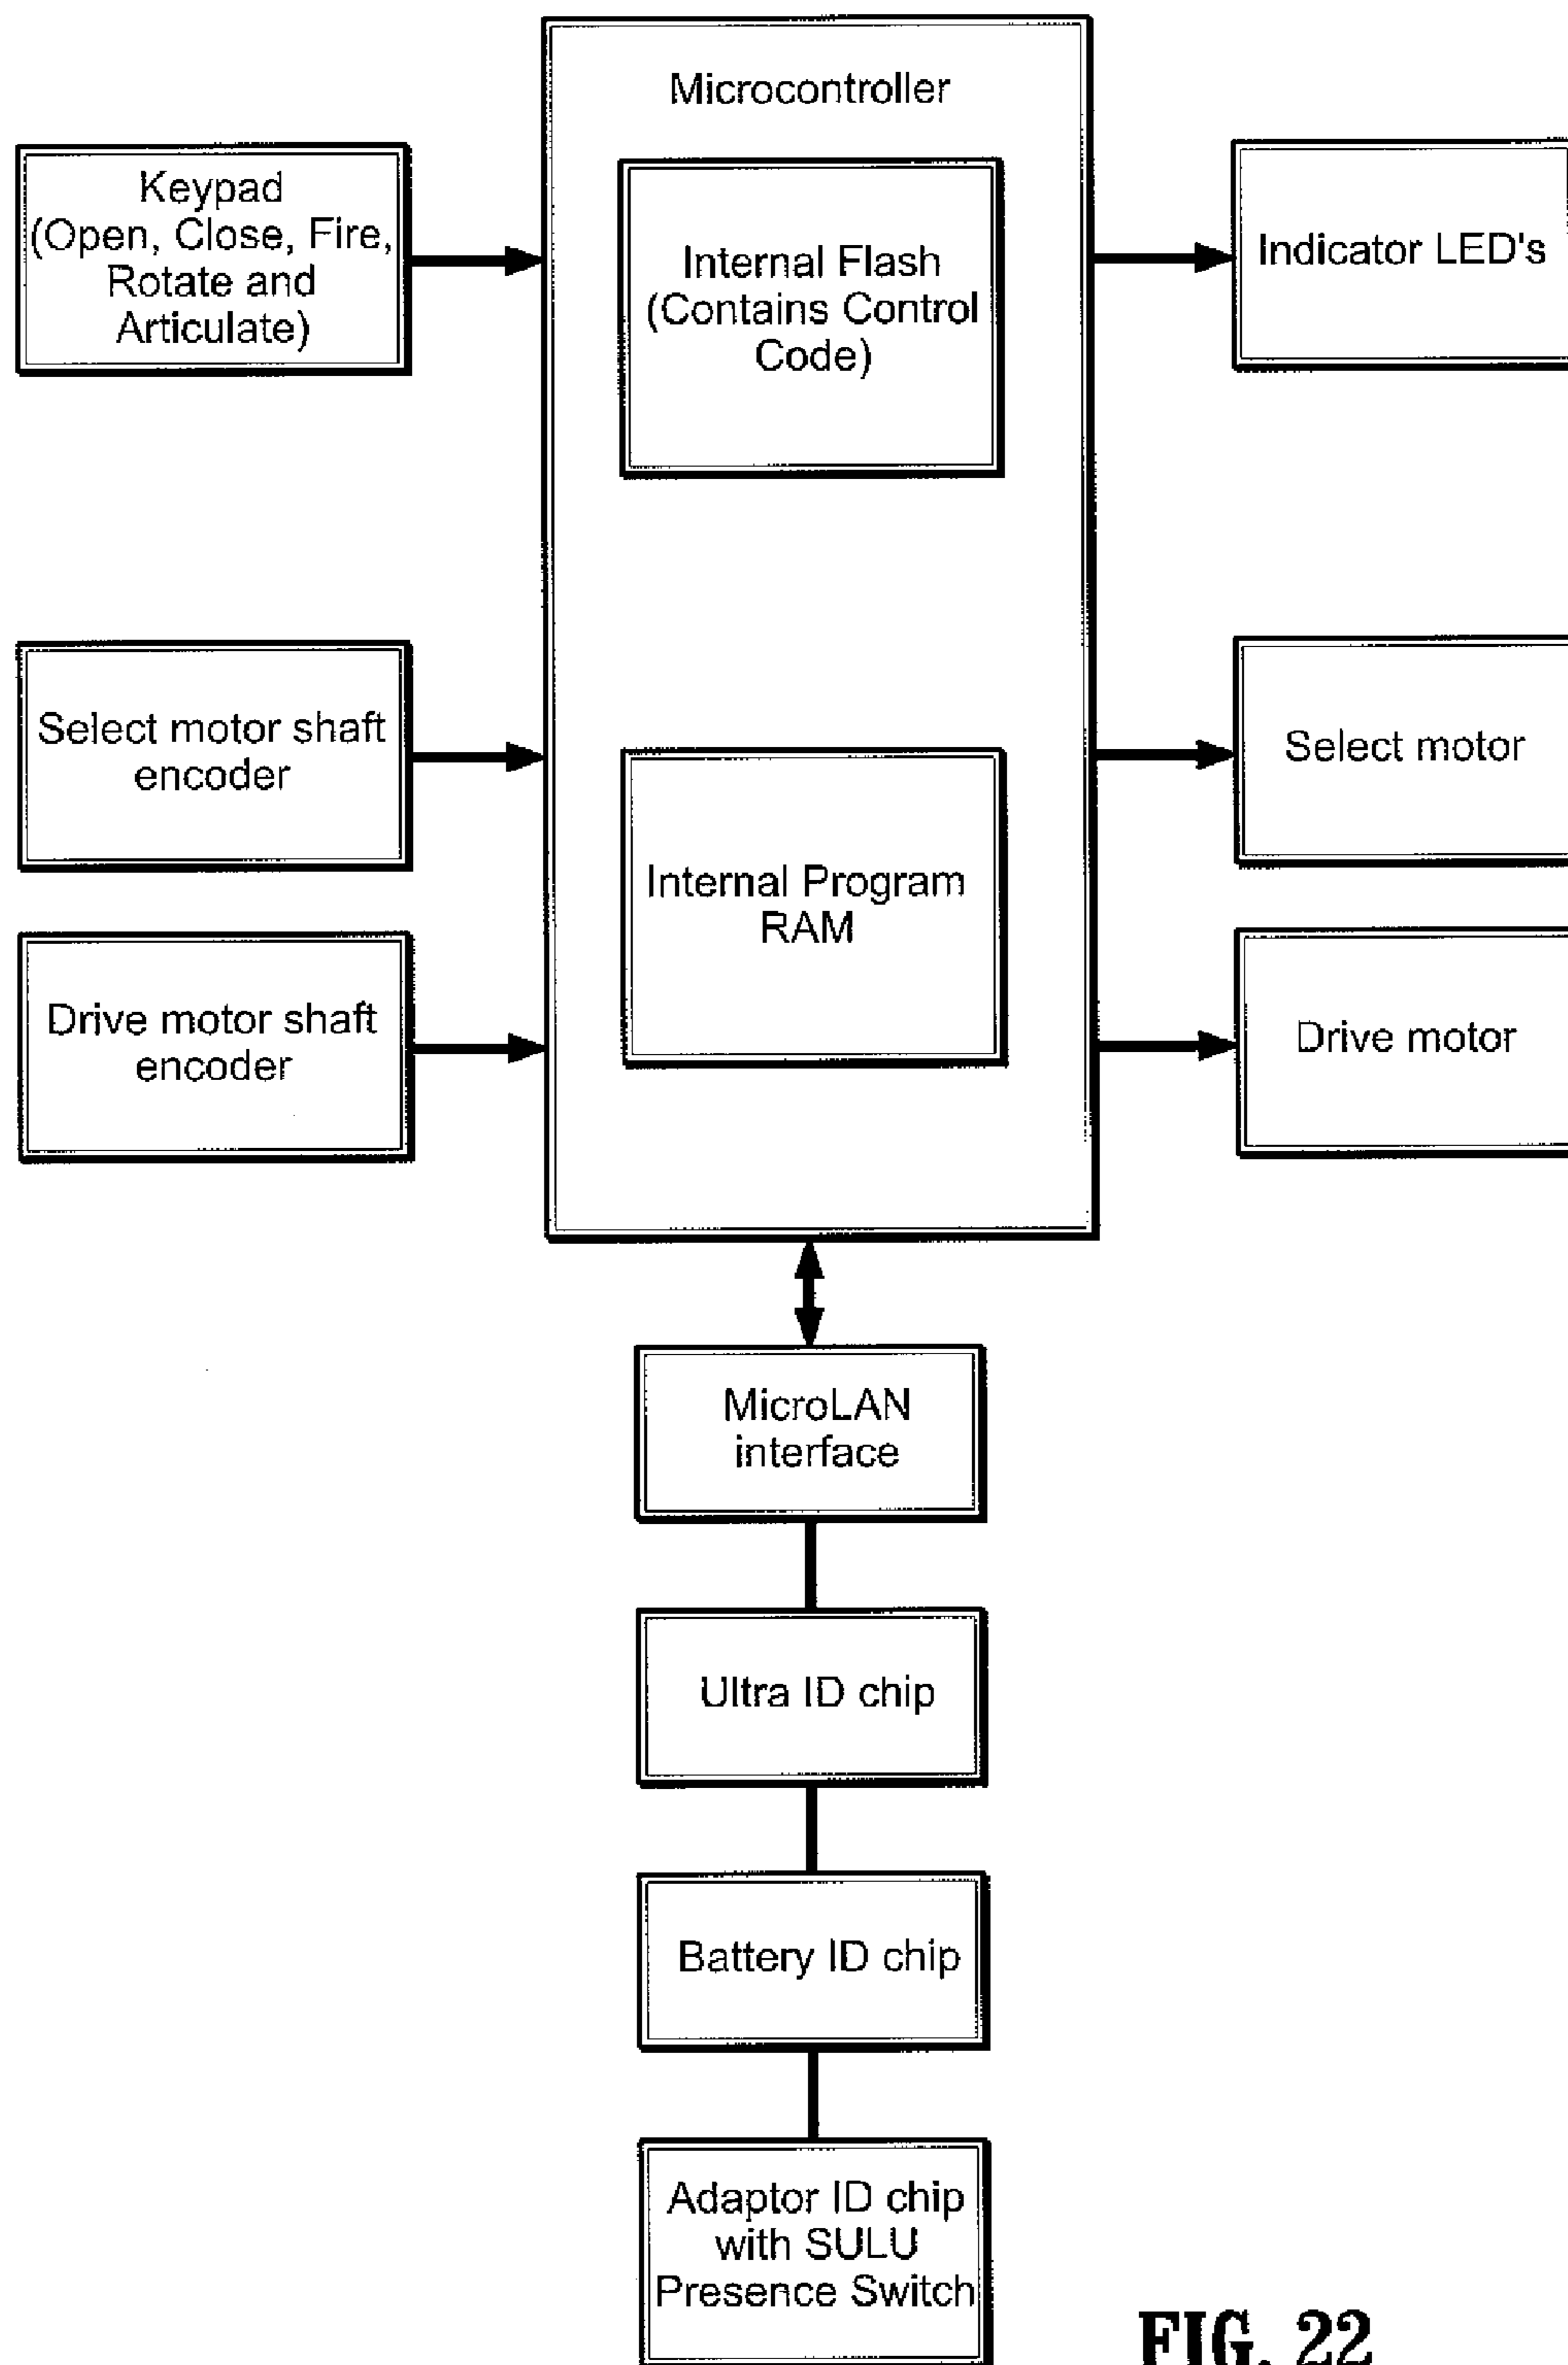 Microcontroller
Keypad
(Open, Close, Fire,
Rotate and
Articulate)
Internal Flash
(Contains Control
Code)
Indicator LED's
Select motor shaft
encoder
Select motor
Internal Program
RAM
Drive motor shaft
encoder
Drive motor
MicroLAN
interface
Ultra ID chip
Battery ID chip
Adaptor ID chip
with SULU
Presence Switch
FIG. 22